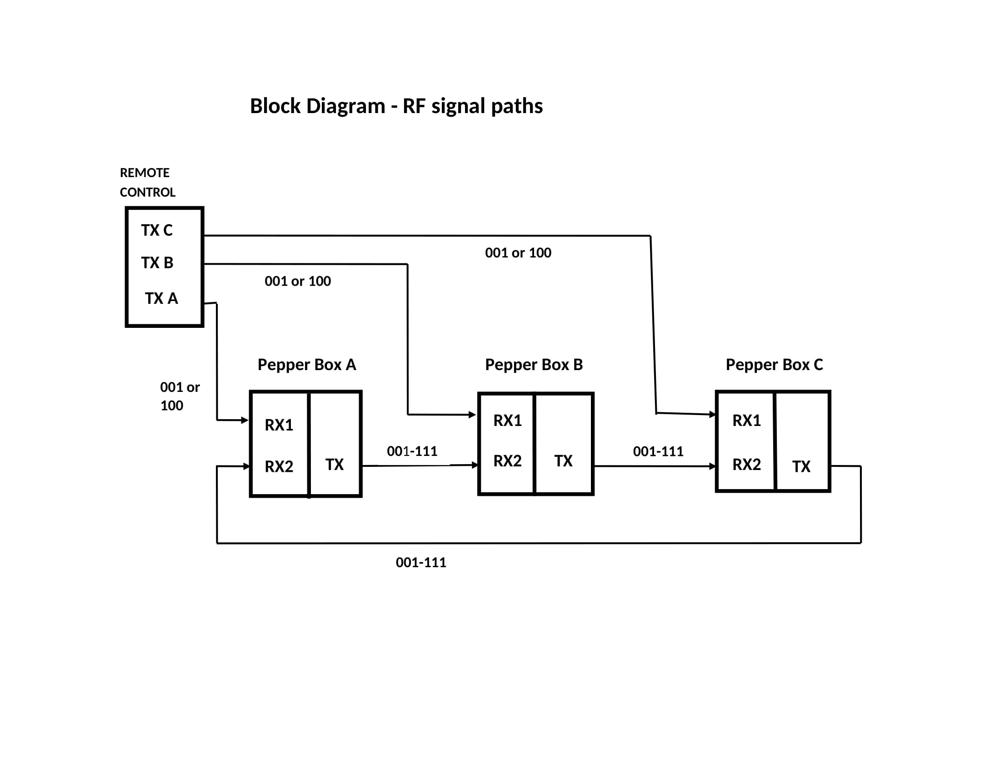 Block Diagram - RF signal paths
REMOTE
CONTROL
TX C
TX B
TX A
001 or 100
001 or 100
001 or
100
Pepper Box A
Pepper Box B
Pepper Box C
RX1
RX2
TX
001-111
RX1
RX2
TX
001-111
RX1
RX2
TX
001-111